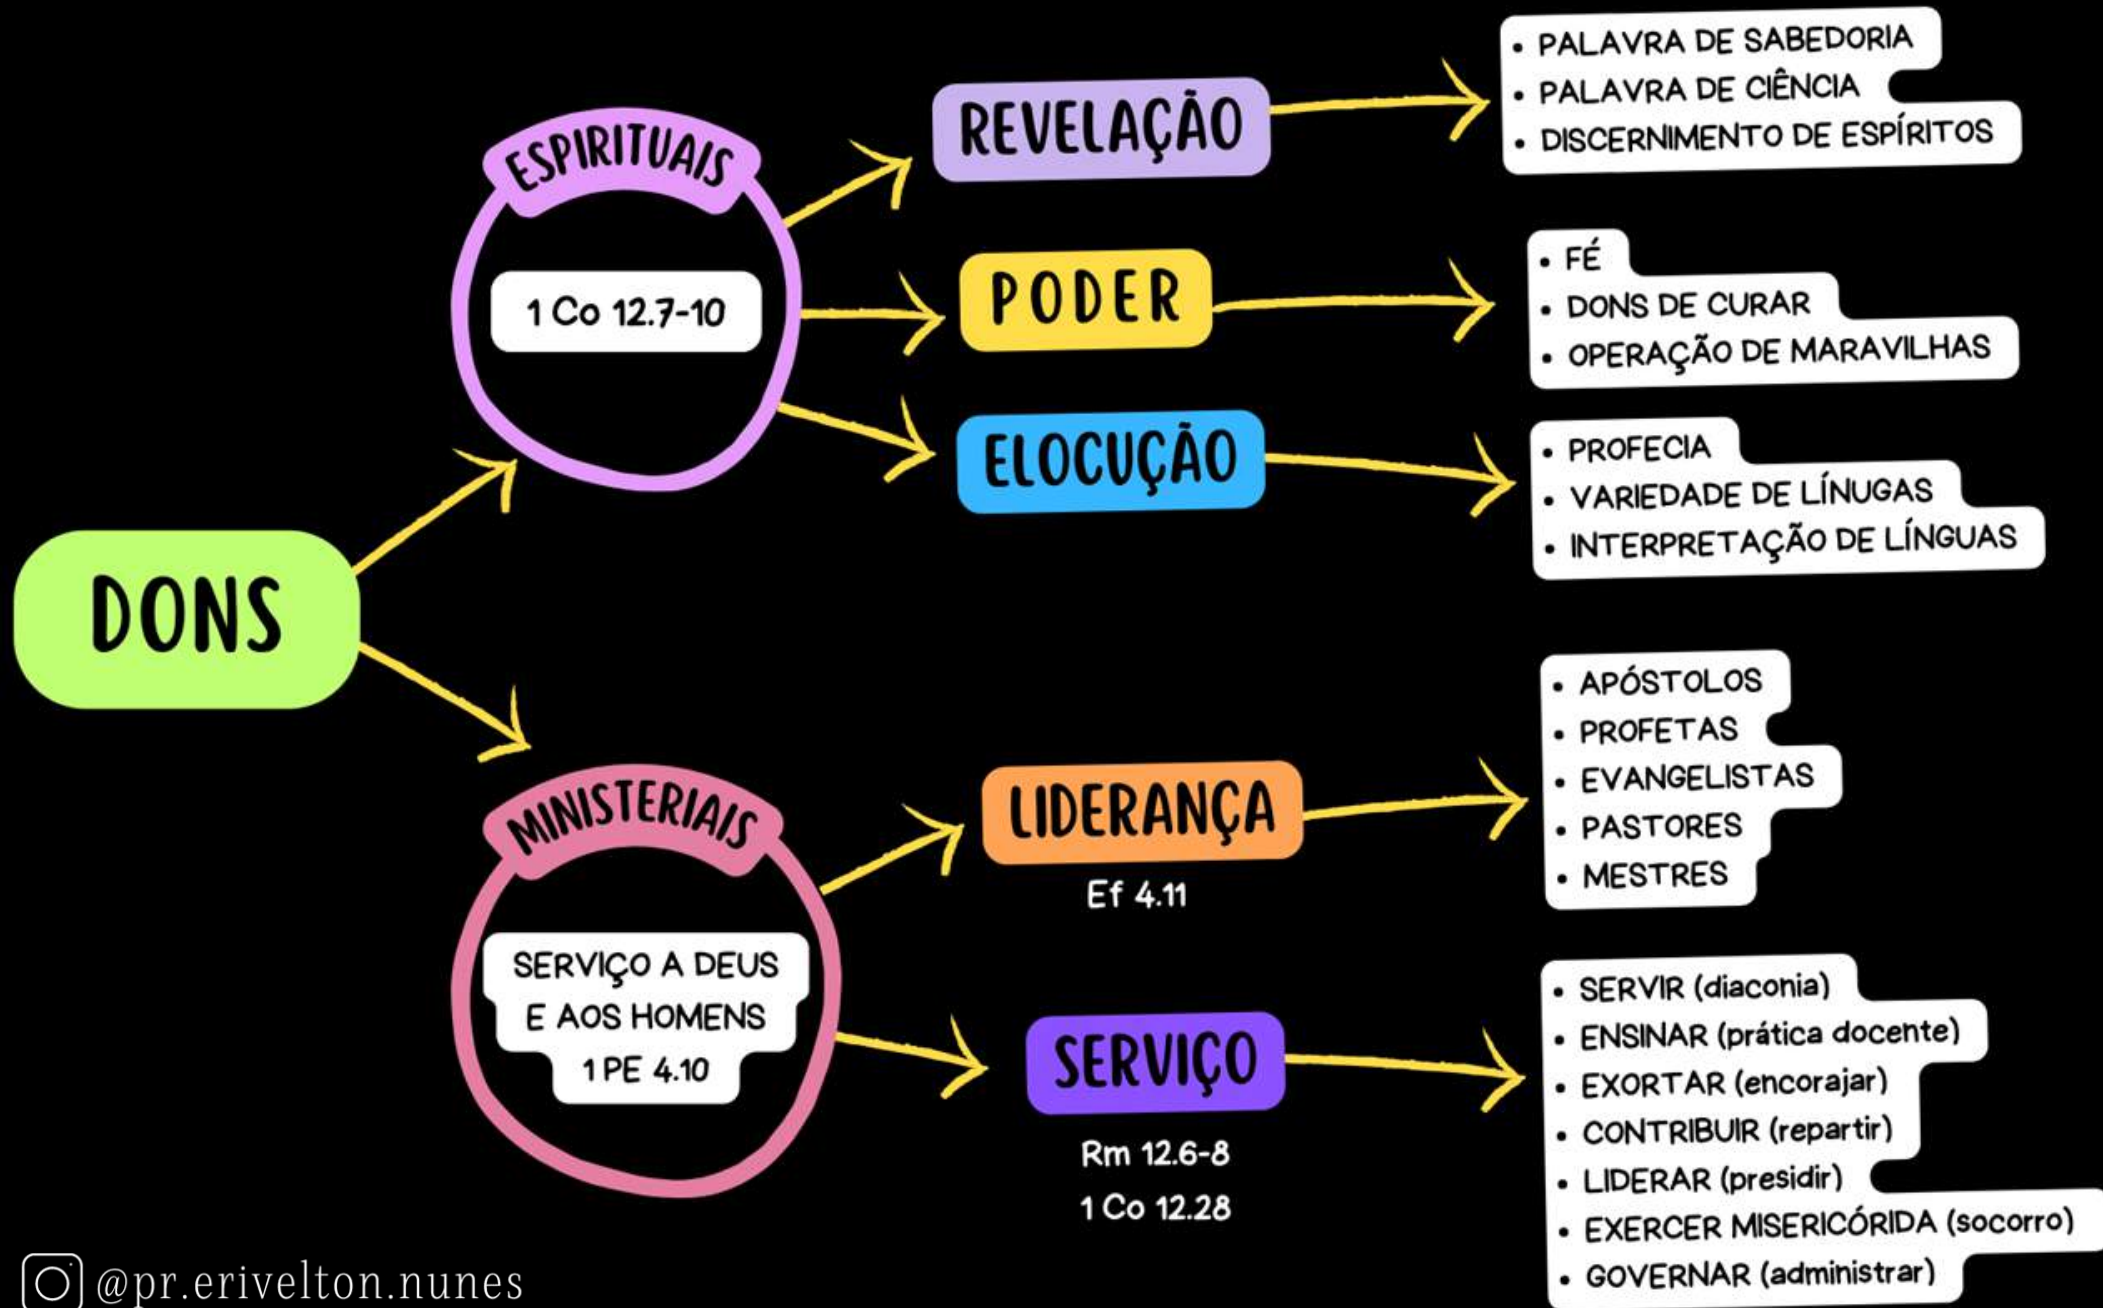 DONS
ESPIRITUAIS
1 Co 12.7-10
REVELAÇÃO
• PALAVRA DE SABEDORIA
• PALAVRA DE CIÊNCIA
• DISCERNIMENTO DE ESPÍRITOS
PODER
• FÉ
• DONS DE CURAR
• OPERAÇÃO DE MARAVILHAS
ELOCUÇÃO
• PROFECIA
• VARIEDADE DE LÍNUGAS
• INTERPRETAÇÃO DE LÍNGUAS
MINISTERIAIS
SERVIÇO A DEUS
E AOS HOMENS
1 PE 4.10
LIDERANÇA
Ef 4.11
• APÓSTOLOS
• PROFETAS
• EVANGELISTAS
• PASTORES
• MESTRES
SERVIÇO
Rm 12.6-8
1 Co 12.28
• SERVIR (diaconia)
• ENSINAR (prática docente)
• EXORTAR (encorajar)
• CONTRIBUIR (repartir)
• LIDERAR (presidir)
• EXERCER MISERICÓRIDA (socorro)
• GOVERNAR (administrar)
@pr.erivelton.nunes